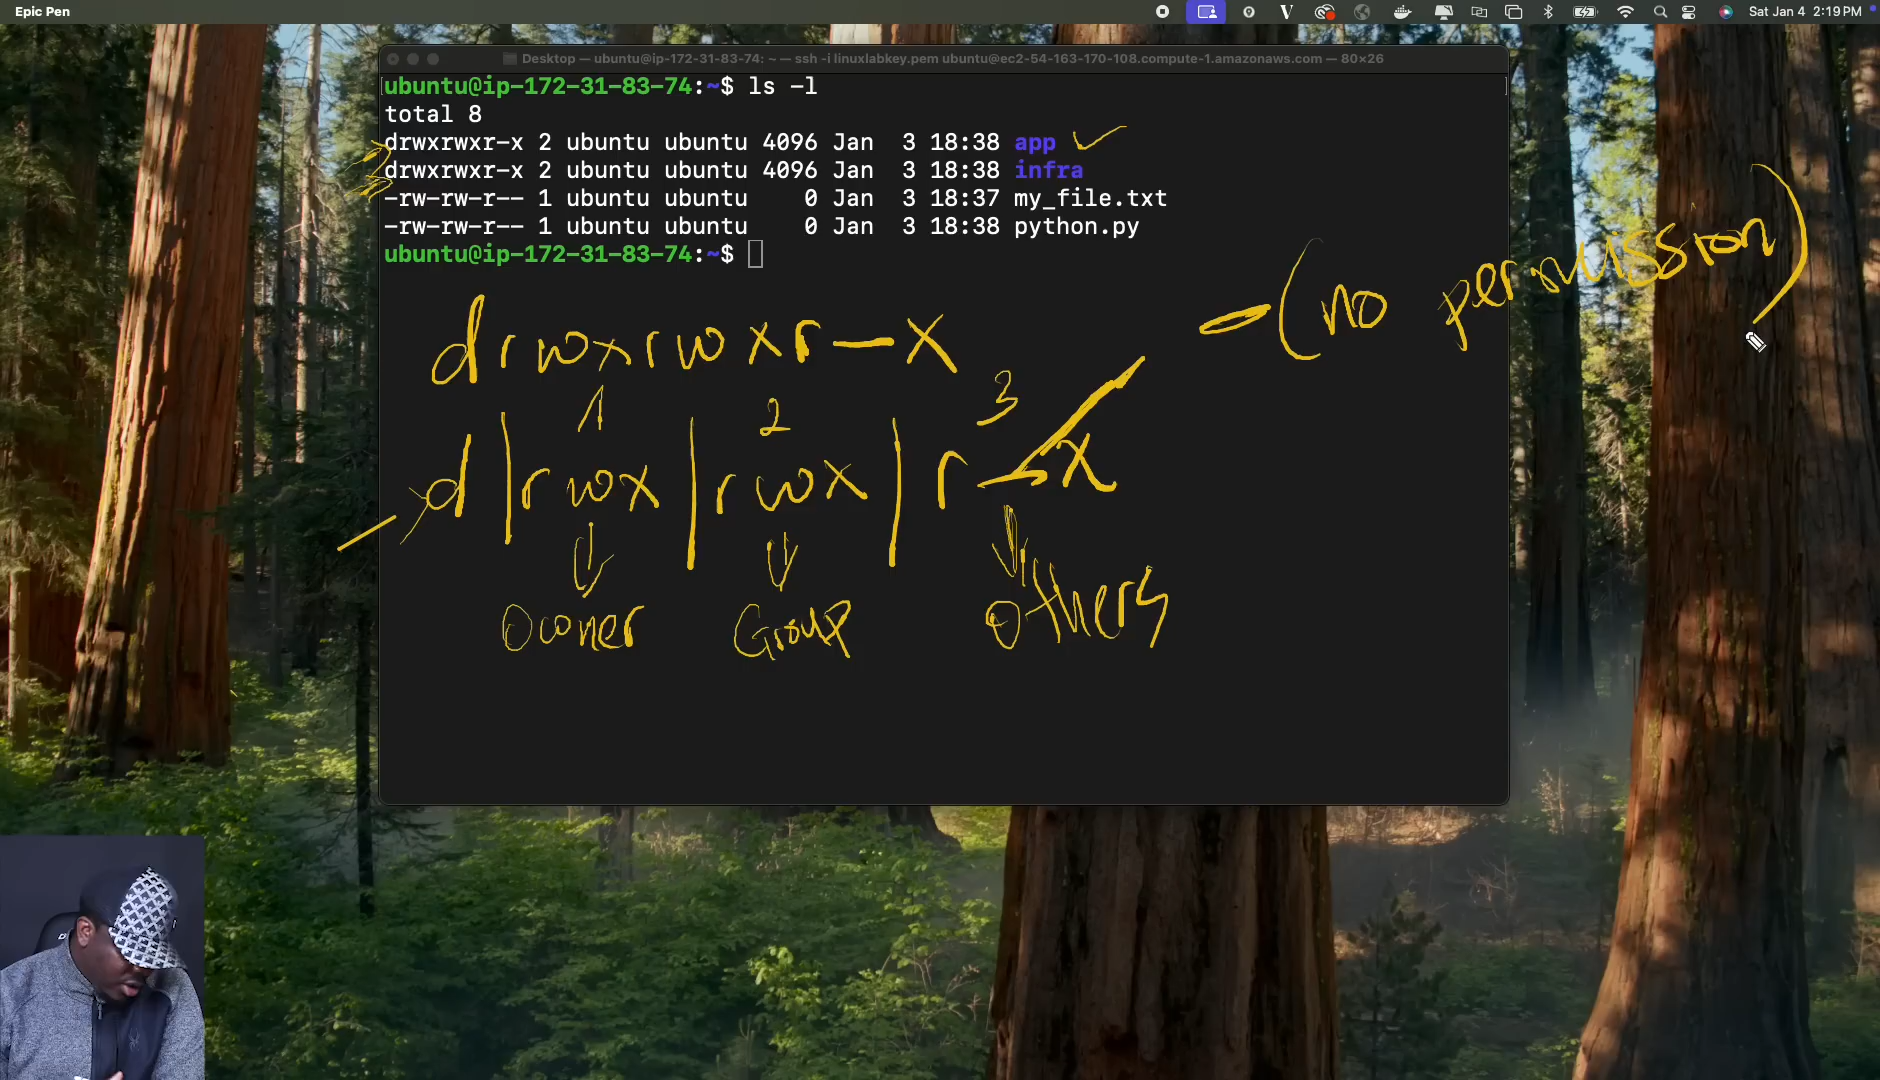 Epic Pen
Sat Jan 4 2:19 PM
Desktop — ubuntu@ip-172-31-83-74: ~ — ssh -i linuxlabkey.pem ubuntu@ec2-54-163-170-108.compute-1.amazonaws.com — 80×26
ubuntu@ip-172-31-83-74:~$ ls -l
total 8
drwxrwxr-x 2 ubuntu ubuntu 4096 Jan  3 18:38 app
drwxrwxr-x 2 ubuntu ubuntu 4096 Jan  3 18:38 infra
-rw-rw-r-- 1 ubuntu ubuntu    0 Jan  3 18:37 my_file.txt
-rw-rw-r-- 1 ubuntu ubuntu    0 Jan  3 18:38 python.py
ubuntu@ip-172-31-83-74:~$
- (no permission)
drwxrwxr-x
1 2 3
d | rwx | rwx | r-x
Owner Group Others